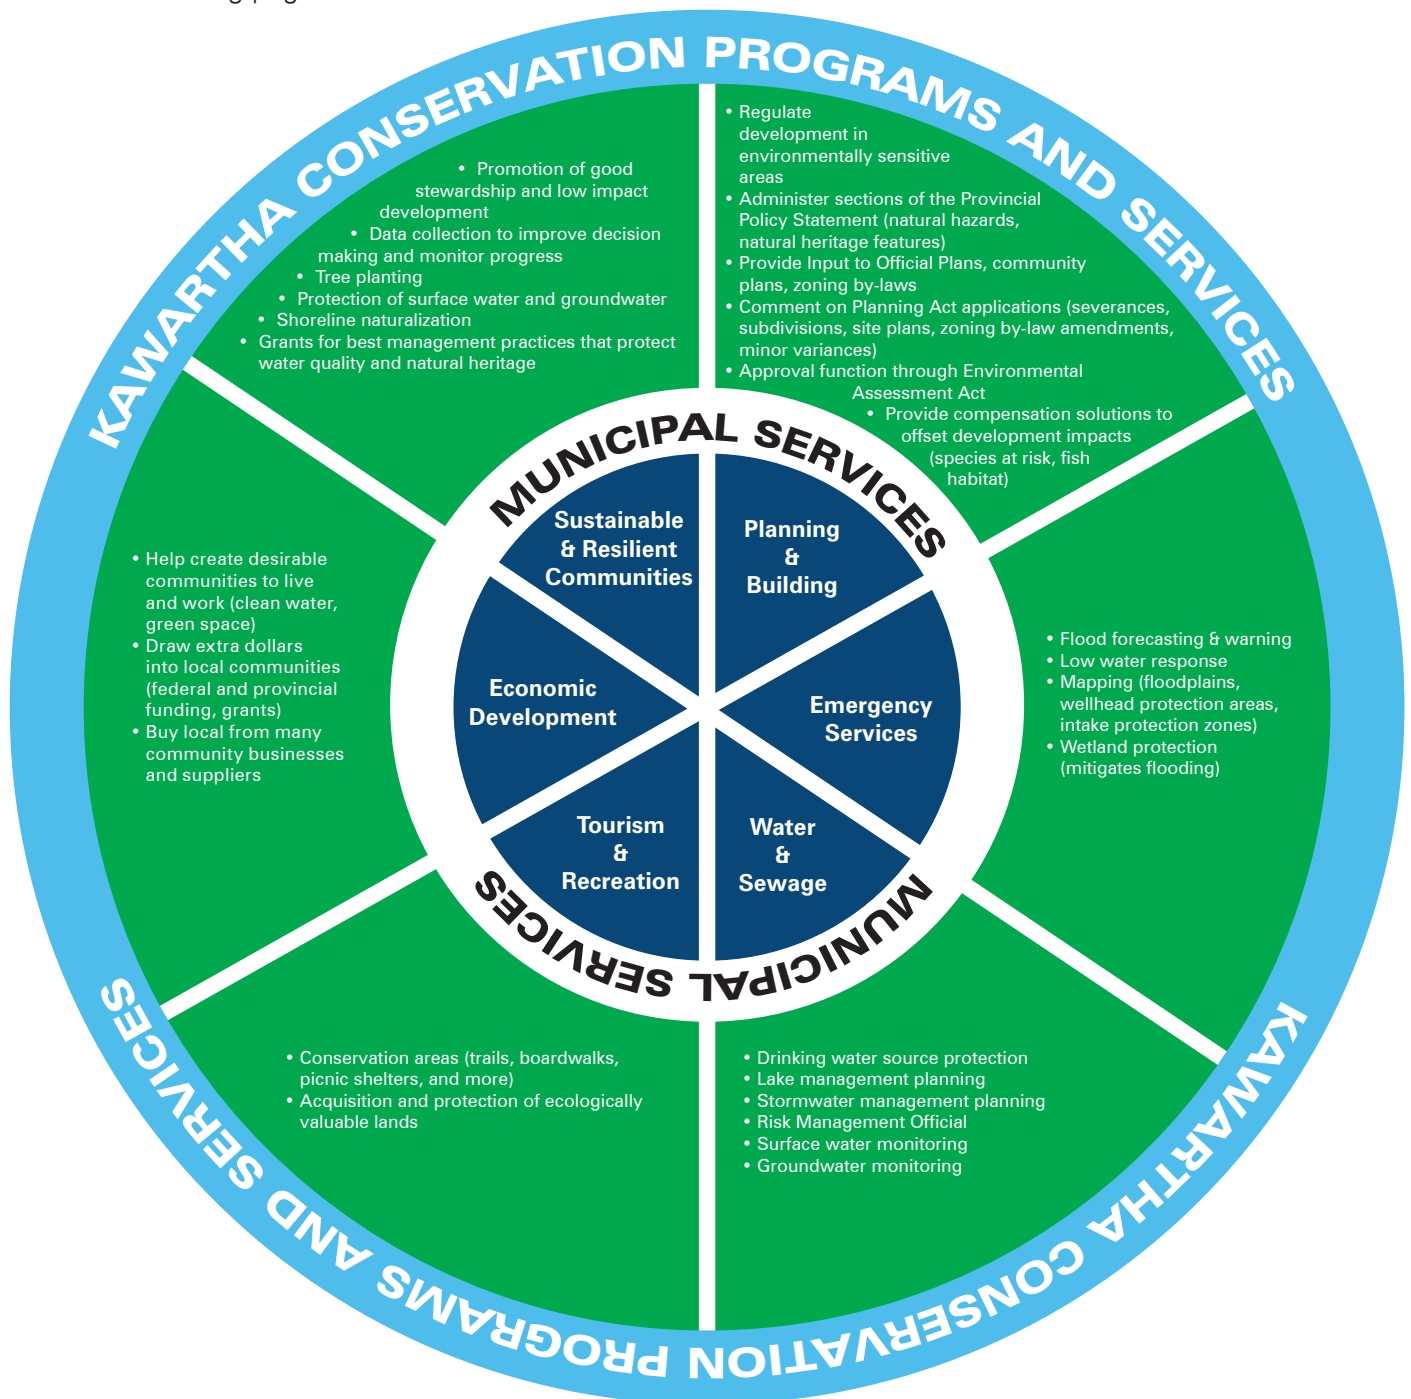 KAWARTHA CONSERVATION PROGRAMS AND SERVICES
• Promotion of good
stewardship and low impact
development
• Data collection to improve decision
making and monitor progress
• Tree planting
• Protection of surface water and groundwater
• Shoreline naturalization
• Grants for best management practices that protect
water quality and natural heritage
• Regulate
development in
environmentally sensitive
areas
• Administer sections of the Provincial
Policy Statement (natural hazards,
natural heritage features)
• Provide Input to Official Plans, community
plans, zoning by-laws
• Comment on Planning Act applications (severances,
subdivisions, site plans, zoning by-law amendments,
minor variances)
• Approval function through Environmental
Assessment Act
• Provide compensation solutions to
offset development impacts
(species at risk, fish
habitat)
MUNICIPAL SERVICES
Sustainable
& Resilient
Communities
Planning
&
Building
• Help create desirable
communities to live
and work (clean water,
green space)
• Draw extra dollars
into local communities
(federal and provincial
funding, grants)
• Buy local from many
community businesses
and suppliers
Economic
Development
Emergency
Services
• Flood forecasting & warning
• Low water response
• Mapping (floodplains,
wellhead protection areas,
intake protection zones)
• Wetland protection
(mitigates flooding)
Tourism
&
Recreation
Water
&
Sewage
MUNICIPAL SERVICES
• Conservation areas (trails, boardwalks,
picnic shelters, and more)
• Acquisition and protection of ecologically
valuable lands
• Drinking water source protection
• Lake management planning
• Stormwater management planning
• Risk Management Official
• Surface water monitoring
• Groundwater monitoring
KAWARTHA CONSERVATION PROGRAMS AND SERVICES